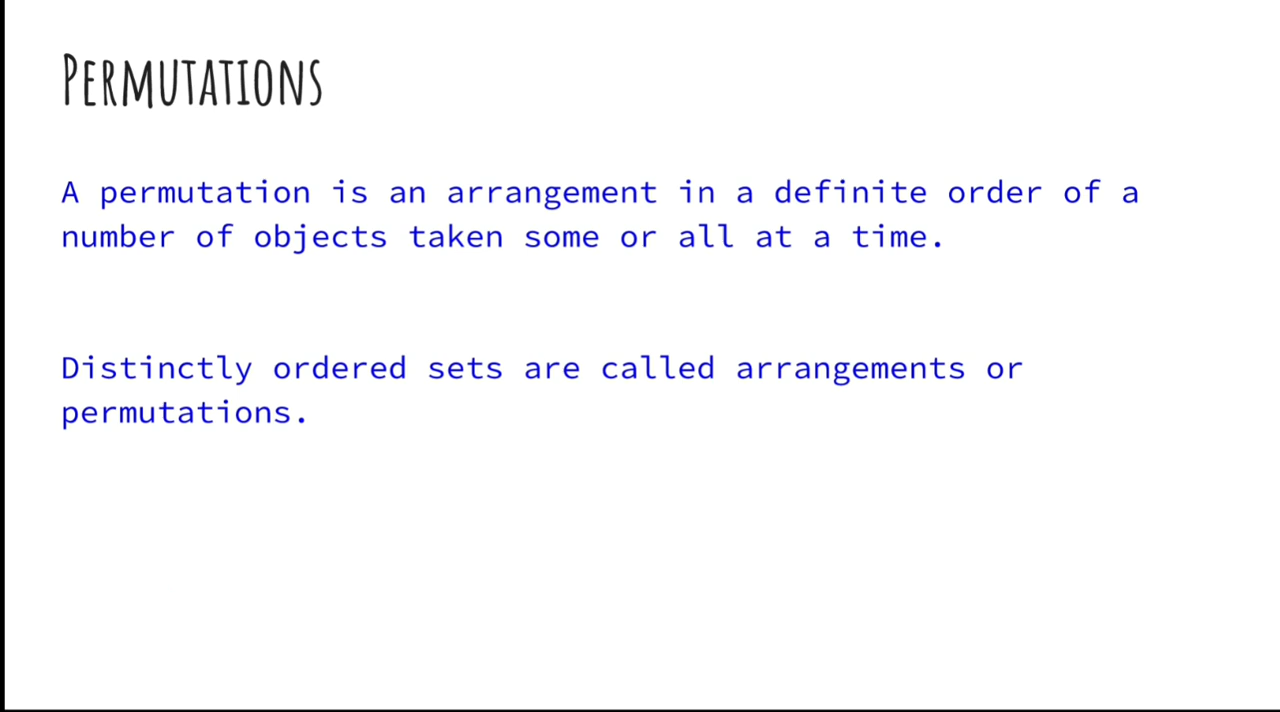 PERMUTATIONS
A permutation is an arrangement in a definite order of a
number of objects taken some or all at a time.
Distinctly ordered sets are called arrangements or
permutations.